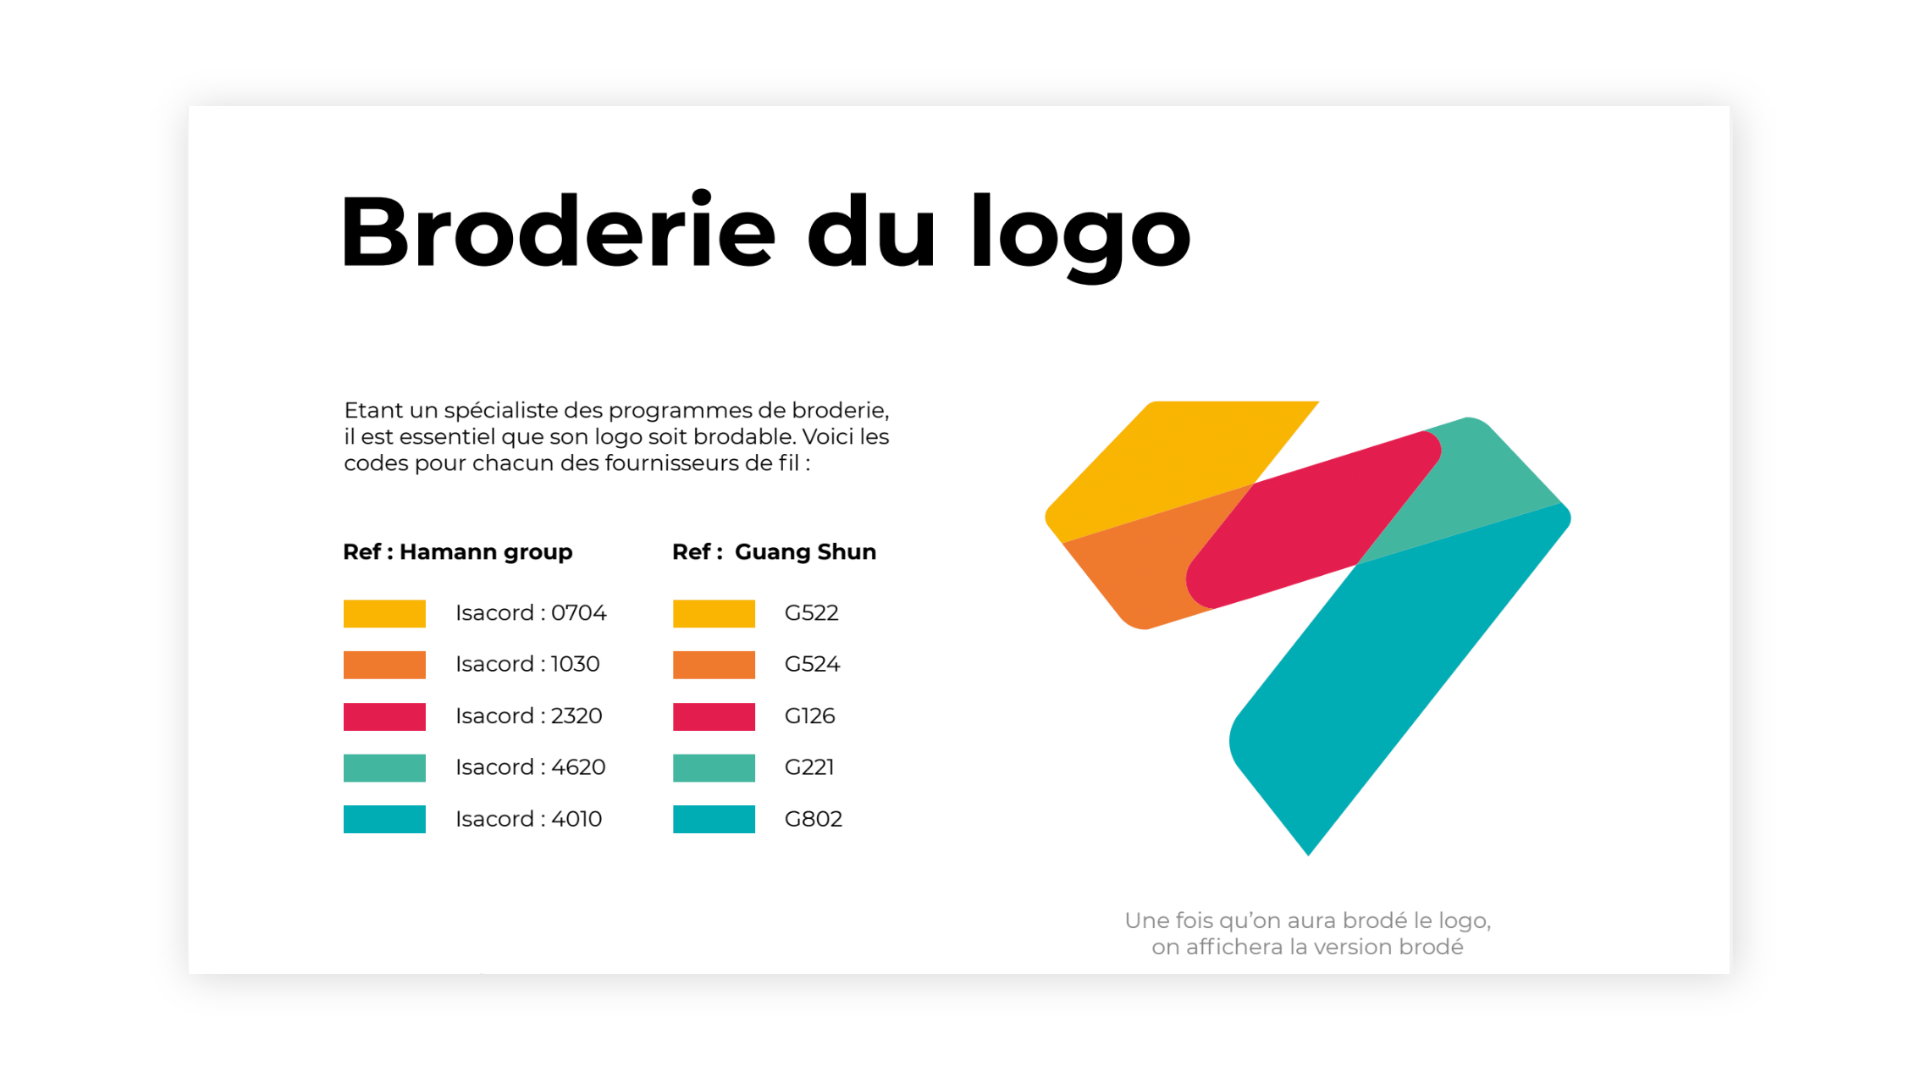 Broderie du logo
Etant un spécialiste des programmes de broderie,
il est essentiel que son logo soit brodable. Voici les
codes pour chacun des fournisseurs de fil :
Ref : Hamann group
Isacord : 0704
Isacord : 1030
Isacord : 2320
Isacord : 4620
Isacord : 4010
Ref :  Guang Shun
G522
G524
G126
G221
G802
Une fois qu’on aura brodé le logo,
on affichera la version brodé